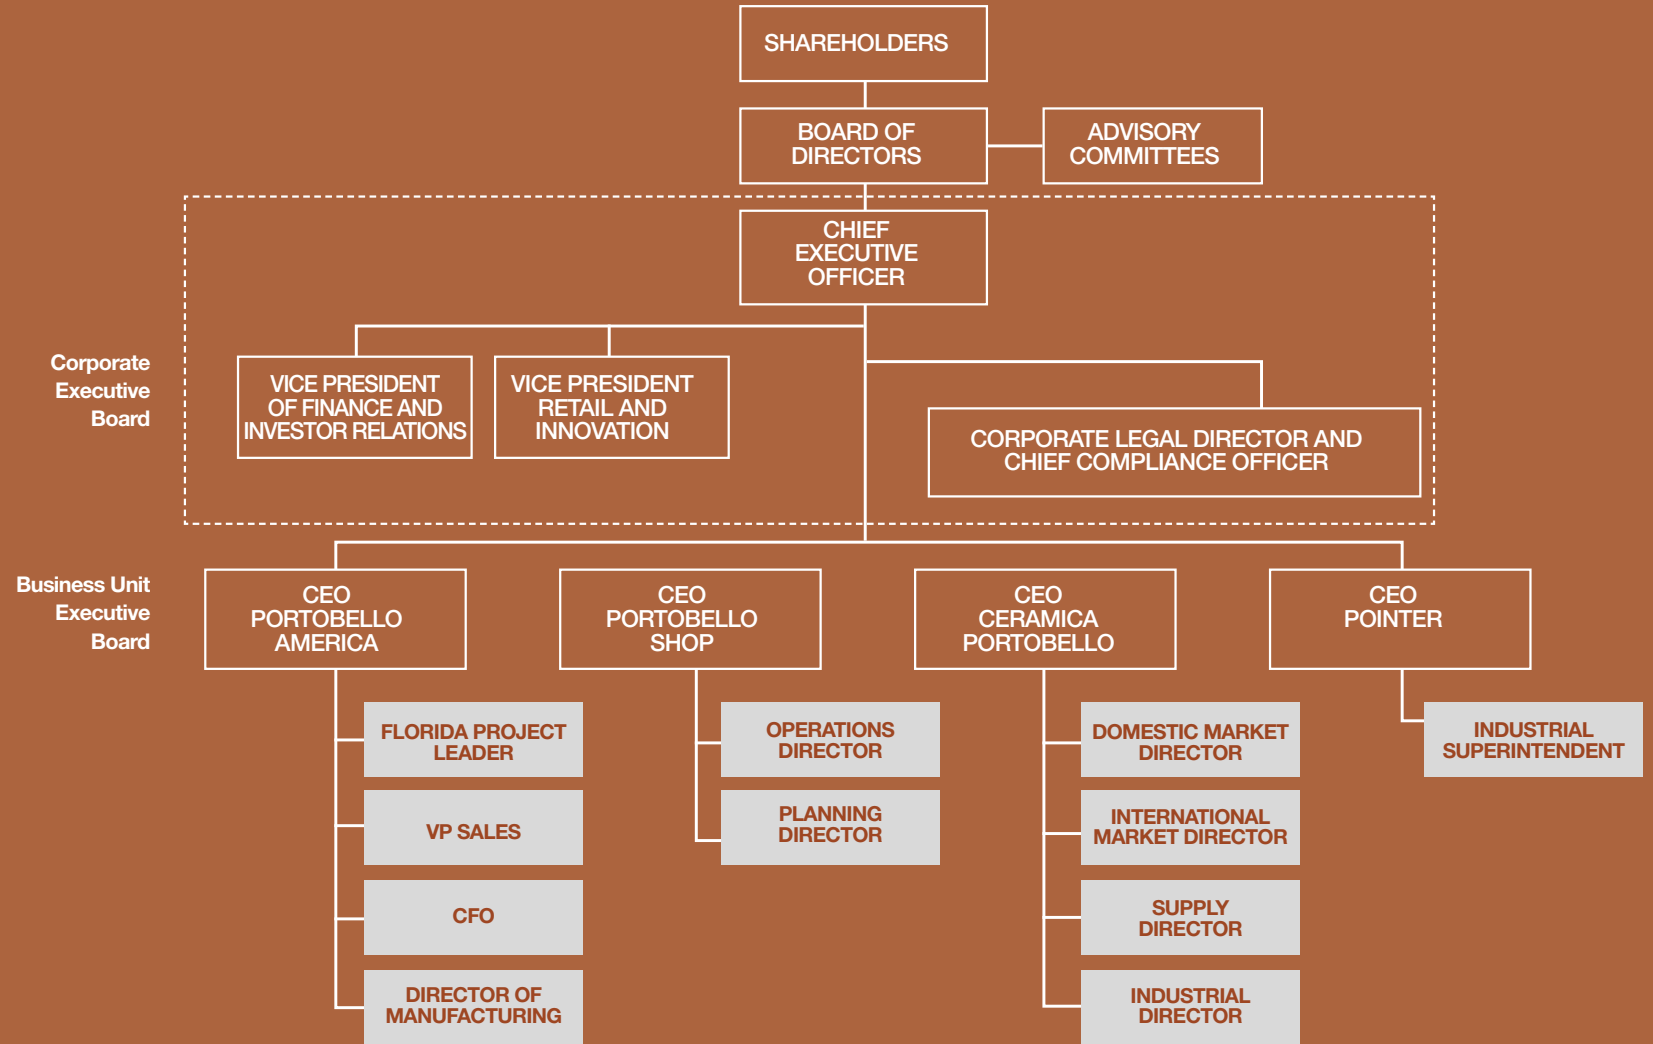 SHAREHOLDERS
BOARD OF
DIRECTORS
ADVISORY
COMMITTEES
CHIEF
EXECUTIVE
OFFICER
Corporate
Executive
Board
VICE PRESIDENT
OF FINANCE AND
INVESTOR RELATIONS
VICE PRESIDENT
RETAIL AND
INNOVATION
CORPORATE LEGAL DIRECTOR AND
CHIEF COMPLIANCE OFFICER
Business Unit
Executive
Board
CEO
PORTOBELLO
AMERICA
CEO
PORTOBELLO
SHOP
CEO
CERAMICA
PORTOBELLO
CEO
POINTER
FLORIDA PROJECT
LEADER
VP SALES
CFO
DIRECTOR OF
MANUFACTURING
OPERATIONS
DIRECTOR
PLANNING
DIRECTOR
DOMESTIC MARKET
DIRECTOR
INTERNATIONAL
MARKET DIRECTOR
SUPPLY
DIRECTOR
INDUSTRIAL
DIRECTOR
INDUSTRIAL
SUPERINTENDENT